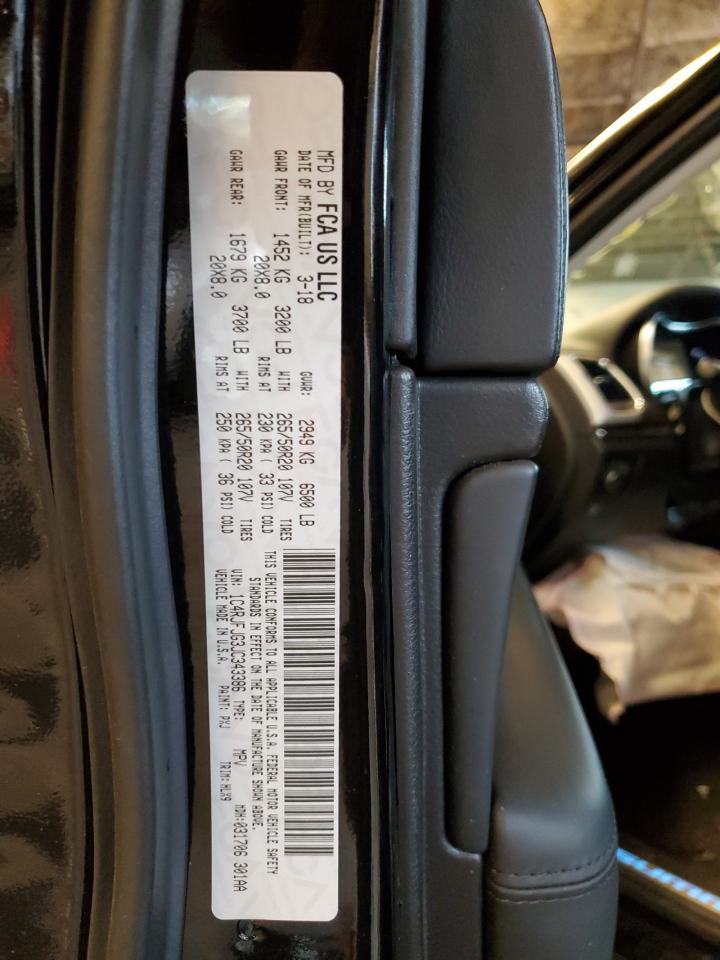 MFD BY FCA US LLC
DATE OF MFR(BUILT): 3-18 GVWR: 2949 KG 6500 LB
GAWR FRONT: 1452 KG 3200 LB WITH 265/50R20 107V TIRES
20X8.0 RIMS AT 230 KPA ( 33 PSI) COLD
GAWR REAR: 1679 KG 3700 LB WITH 265/50R20 107V TIRES
20X8.0 RIMS AT 250 KPA ( 36 PSI) COLD
THIS VEHICLE CONFORMS TO ALL APPLICABLE U.S.A. FEDERAL MOTOR VEHICLE SAFETY
STANDARDS IN EFFECT ON THE DATE OF MANUFACTURE SHOWN ABOVE.
VIN: 1C4RJFJG3JC343386 TYPE: MPV MDH:031706 301AA
VEHICLE MADE IN U.S.A. PAINT: PXJ TRIM:HLX9